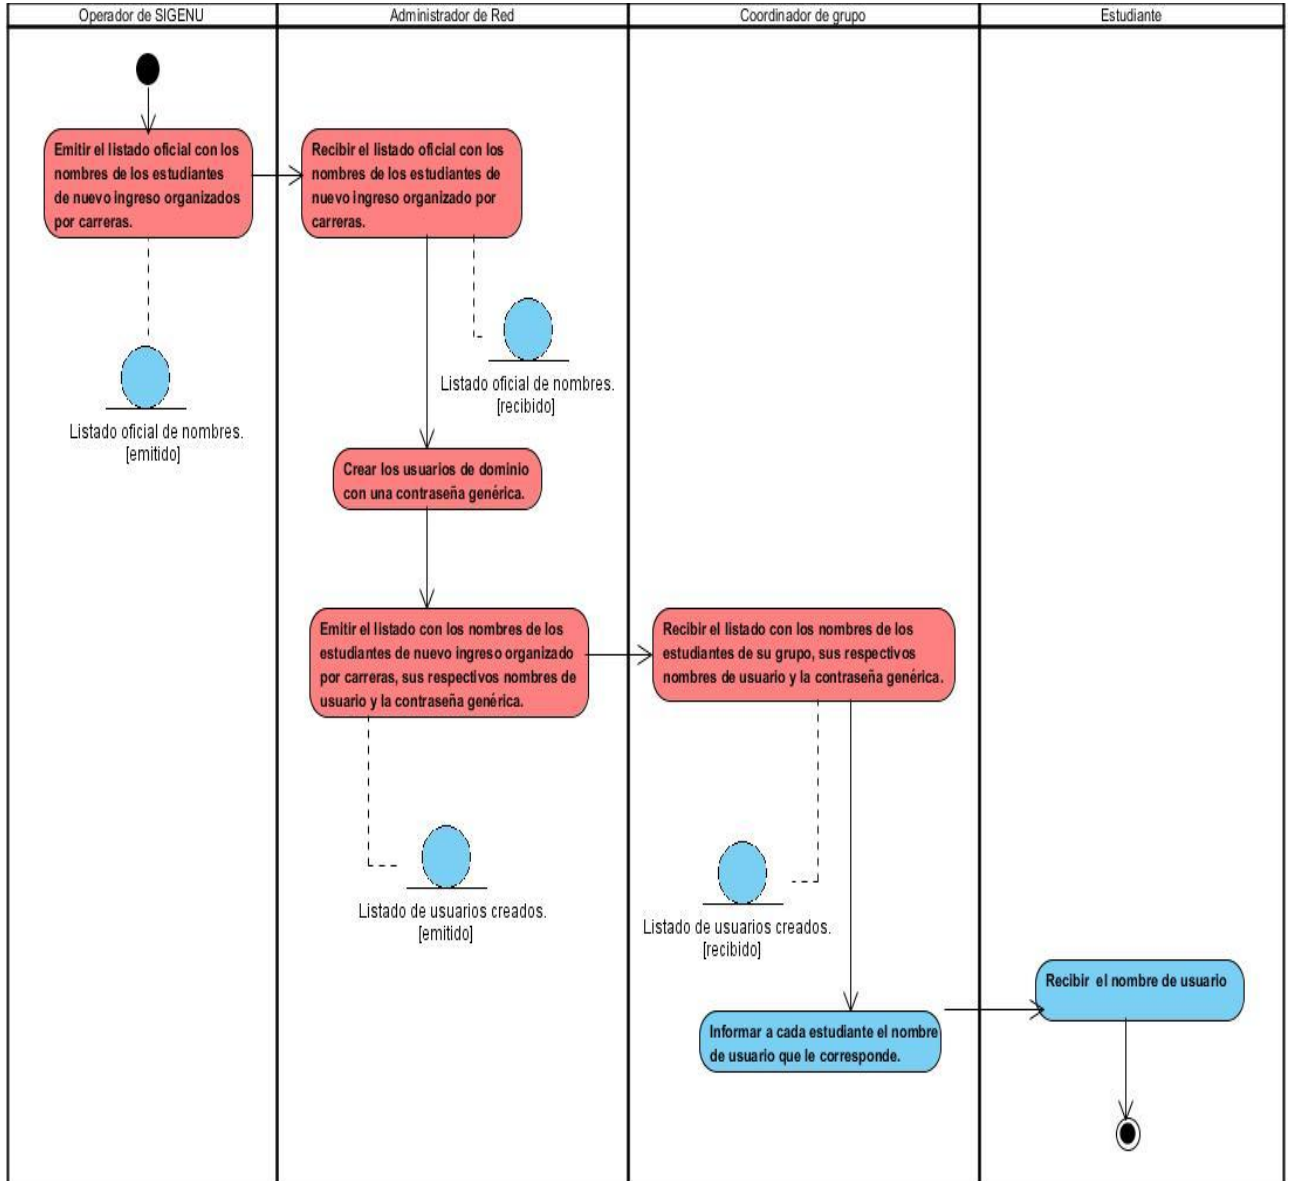 Operador de SIGENU
Administrador de Red
Coordinador de grupo
Estudiante
Emitir el listado oficial con los
nombres de los estudiantes
de nuevo ingreso organizados
por carreras.
Recibir el listado oficial con los
nombres de los estudiantes de
nuevo ingreso organizado por
carreras.
Listado oficial de nombres.
[recibido]
Listado oficial de nombres.
[emitido]
Crear los usuarios de dominio
con una contraseña genérica.
Emitir el listado con los nombres de los
estudiantes de nuevo ingreso organizado
por carreras, sus respectivos nombres de
usuario y la contraseña genérica.
Recibir el listado con los nombres de los
estudiantes de su grupo, sus respectivos
nombres de usuario y la contraseña genérica.
Listado de usuarios creados.
[emitido]
Listado de usuarios creados.
[recibido]
Recibir el nombre de usuario
Informar a cada estudiante el nombre
de usuario que le corresponde.